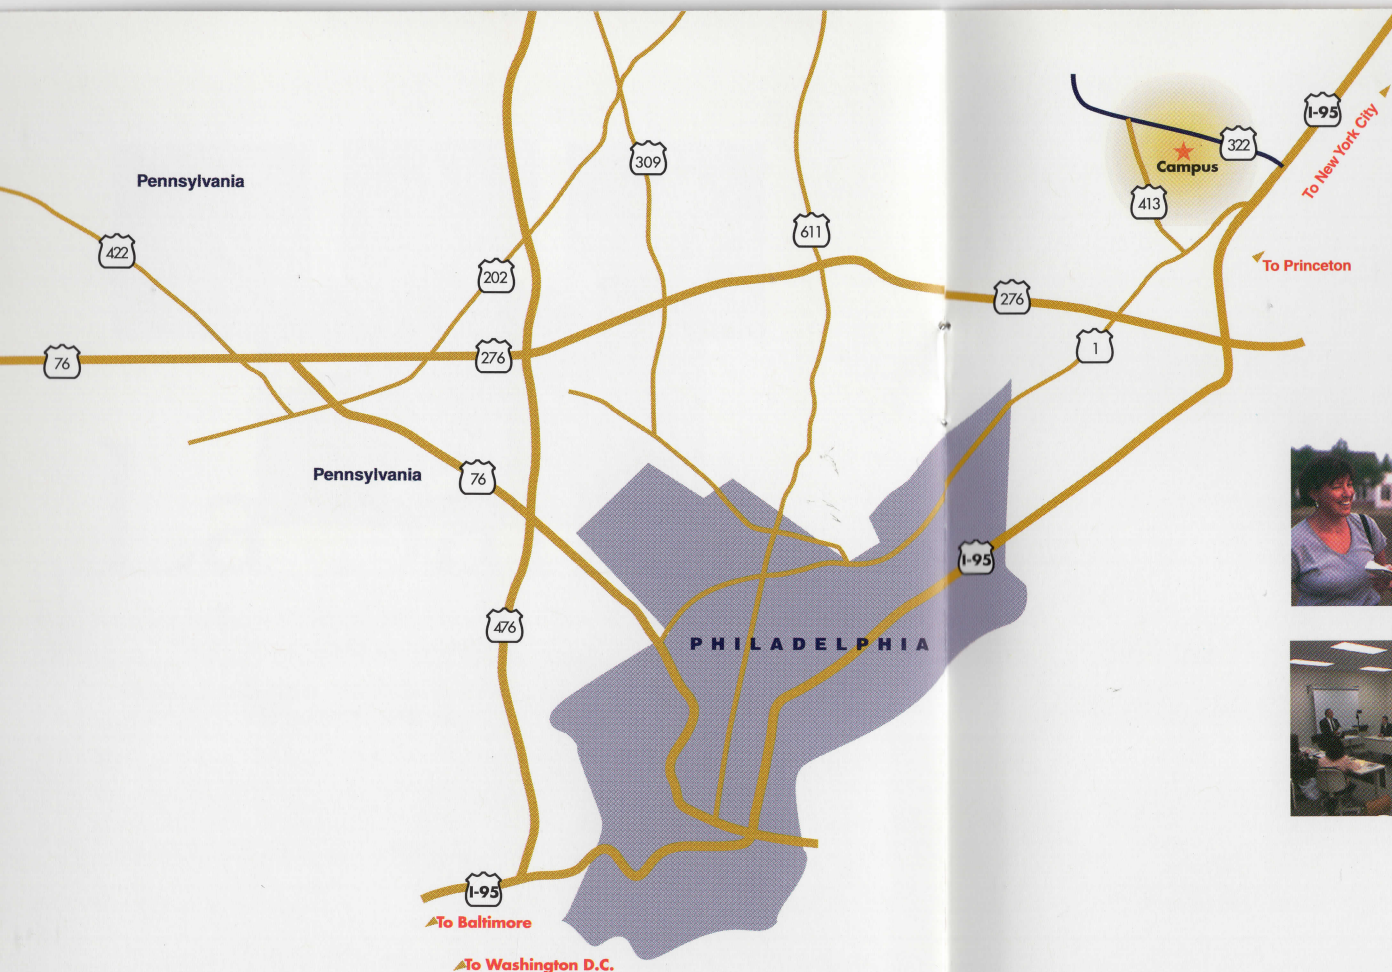 I-95
To New York City
322
Campus
309
Pennsylvania
413
611
422
To Princeton
202
276
1
276
76
Pennsylvania
76
I-95
476
PHILADELPHIA
I-95
To Baltimore
To Washington D.C.